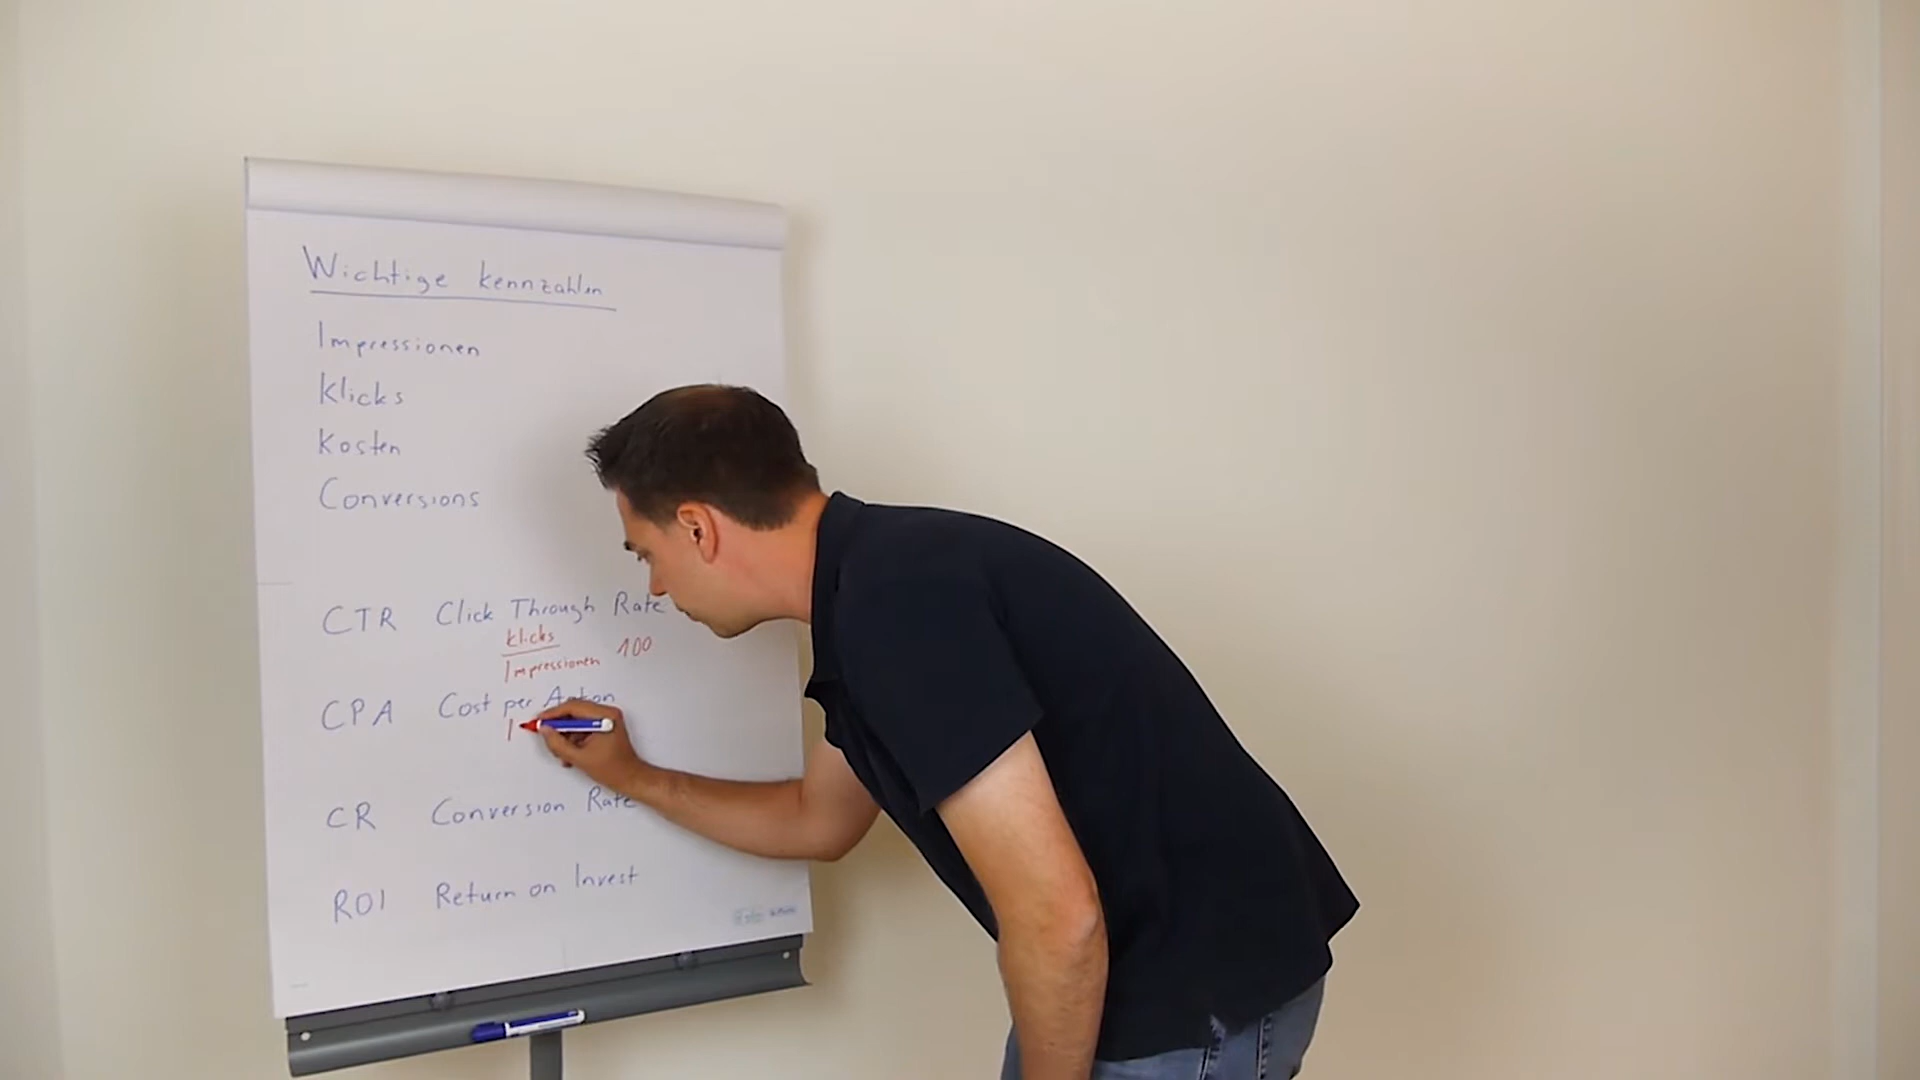 Wichtige kennzahlen
Impressionen
Klicks
Kosten
Conversions
CTR Click Through Rate
klicks
Impressionen 100
CPA Cost per
CR Conversion Rate
ROI Return on Invest